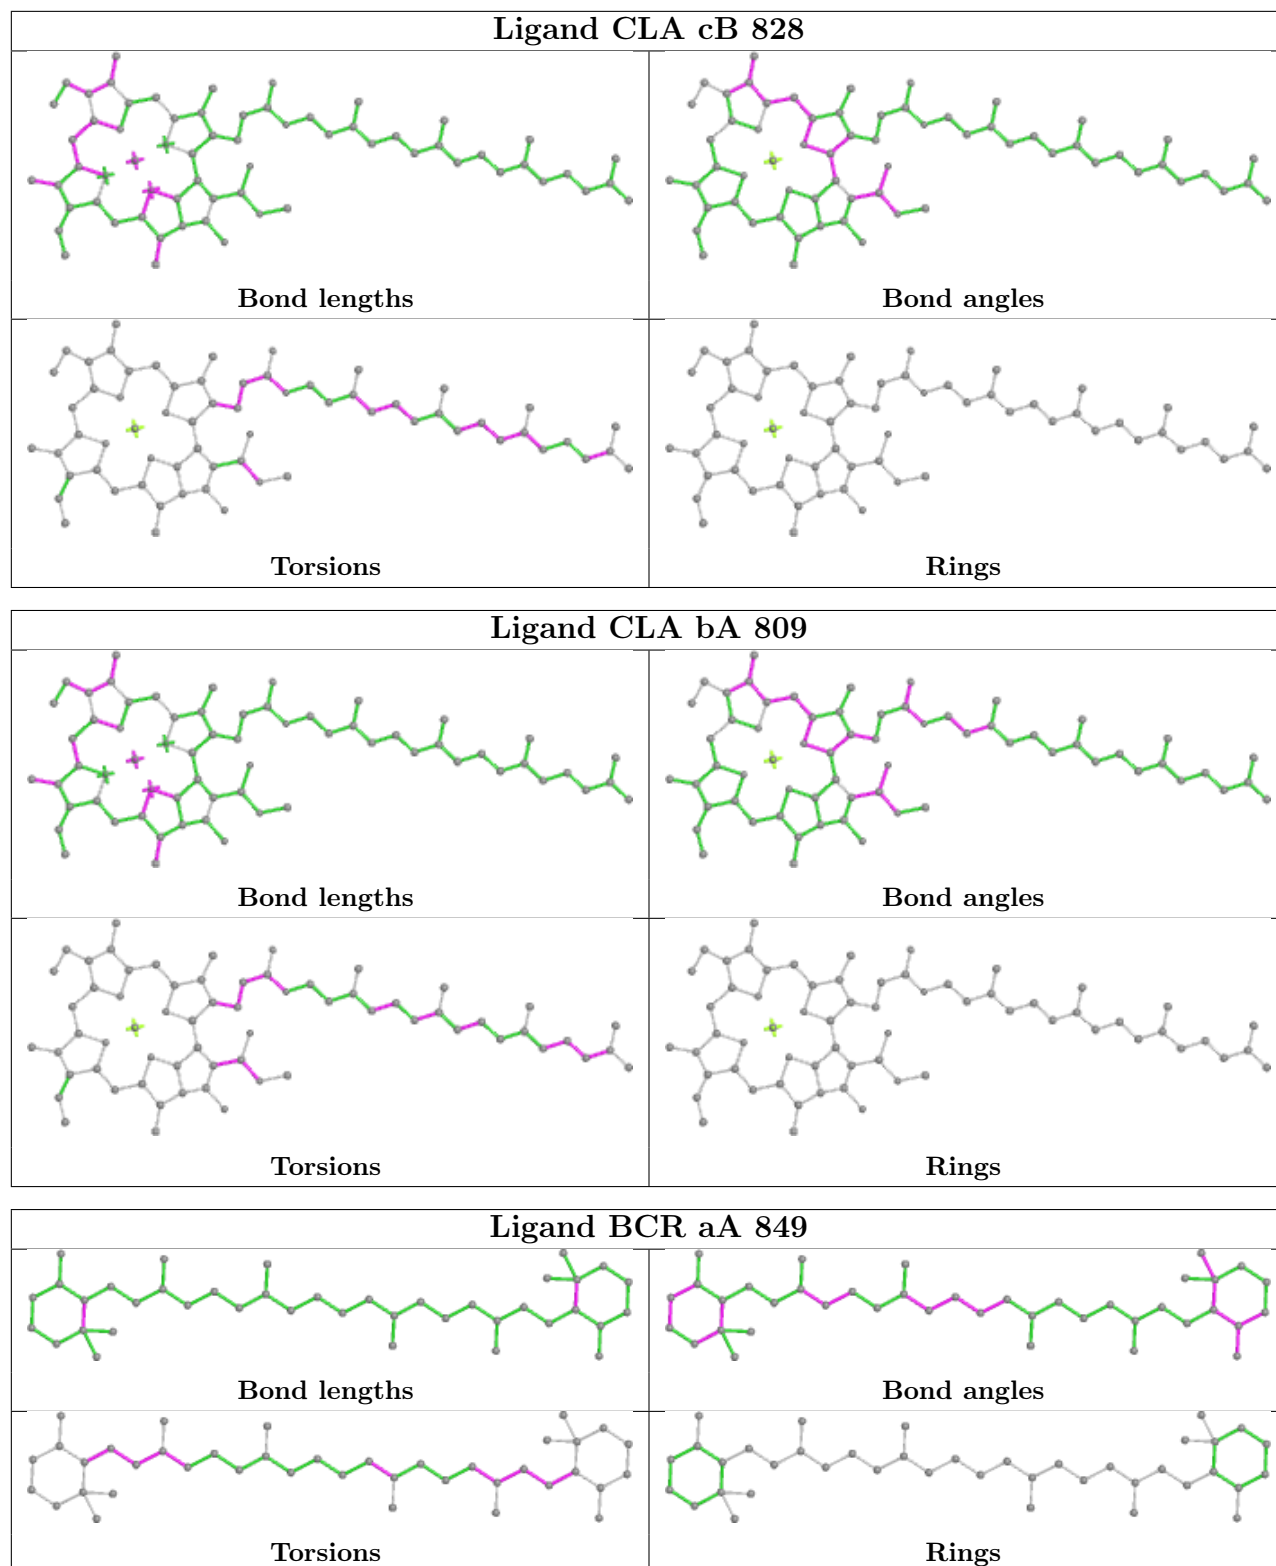 Ligand CLA cB 828
Bond lengths
Bond angles
Torsions
Rings
Ligand CLA bA 809
Bond lengths
Bond angles
Torsions
Rings
Ligand BCR aA 849
Bond lengths
Bond angles
Torsions
Rings